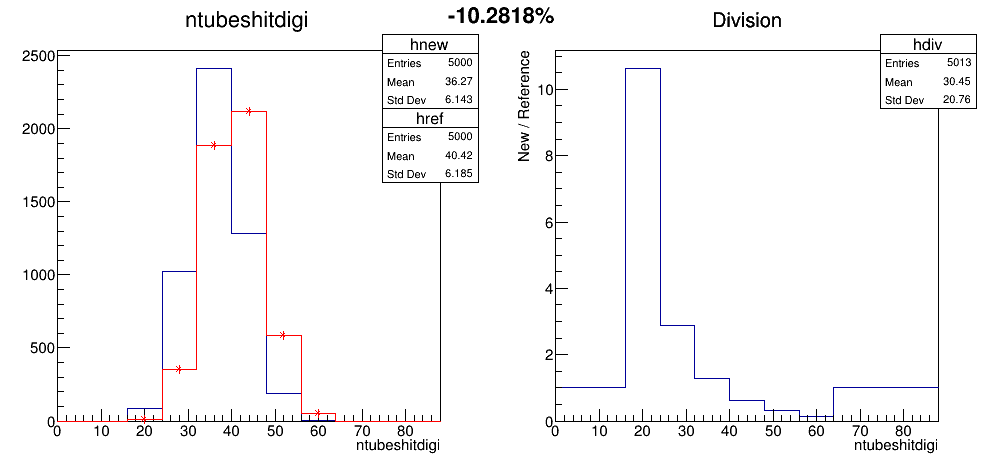 ntubeshitdigi
-10.2818%
Division
hnew
Entries 5000
Mean 36.27
Std Dev 6.143
href
Entries 5000
Mean 40.42
Std Dev 6.185
2500
2000
1500
1000
500
0
0 10 20 30 40 50 60 70 80
ntubeshitdigi
hdiv
Entries 5013
Mean 30.45
Std Dev 20.76
New / Reference
10
8
6
4
2
0
0 10 20 30 40 50 60 70 80
ntubeshitdigi